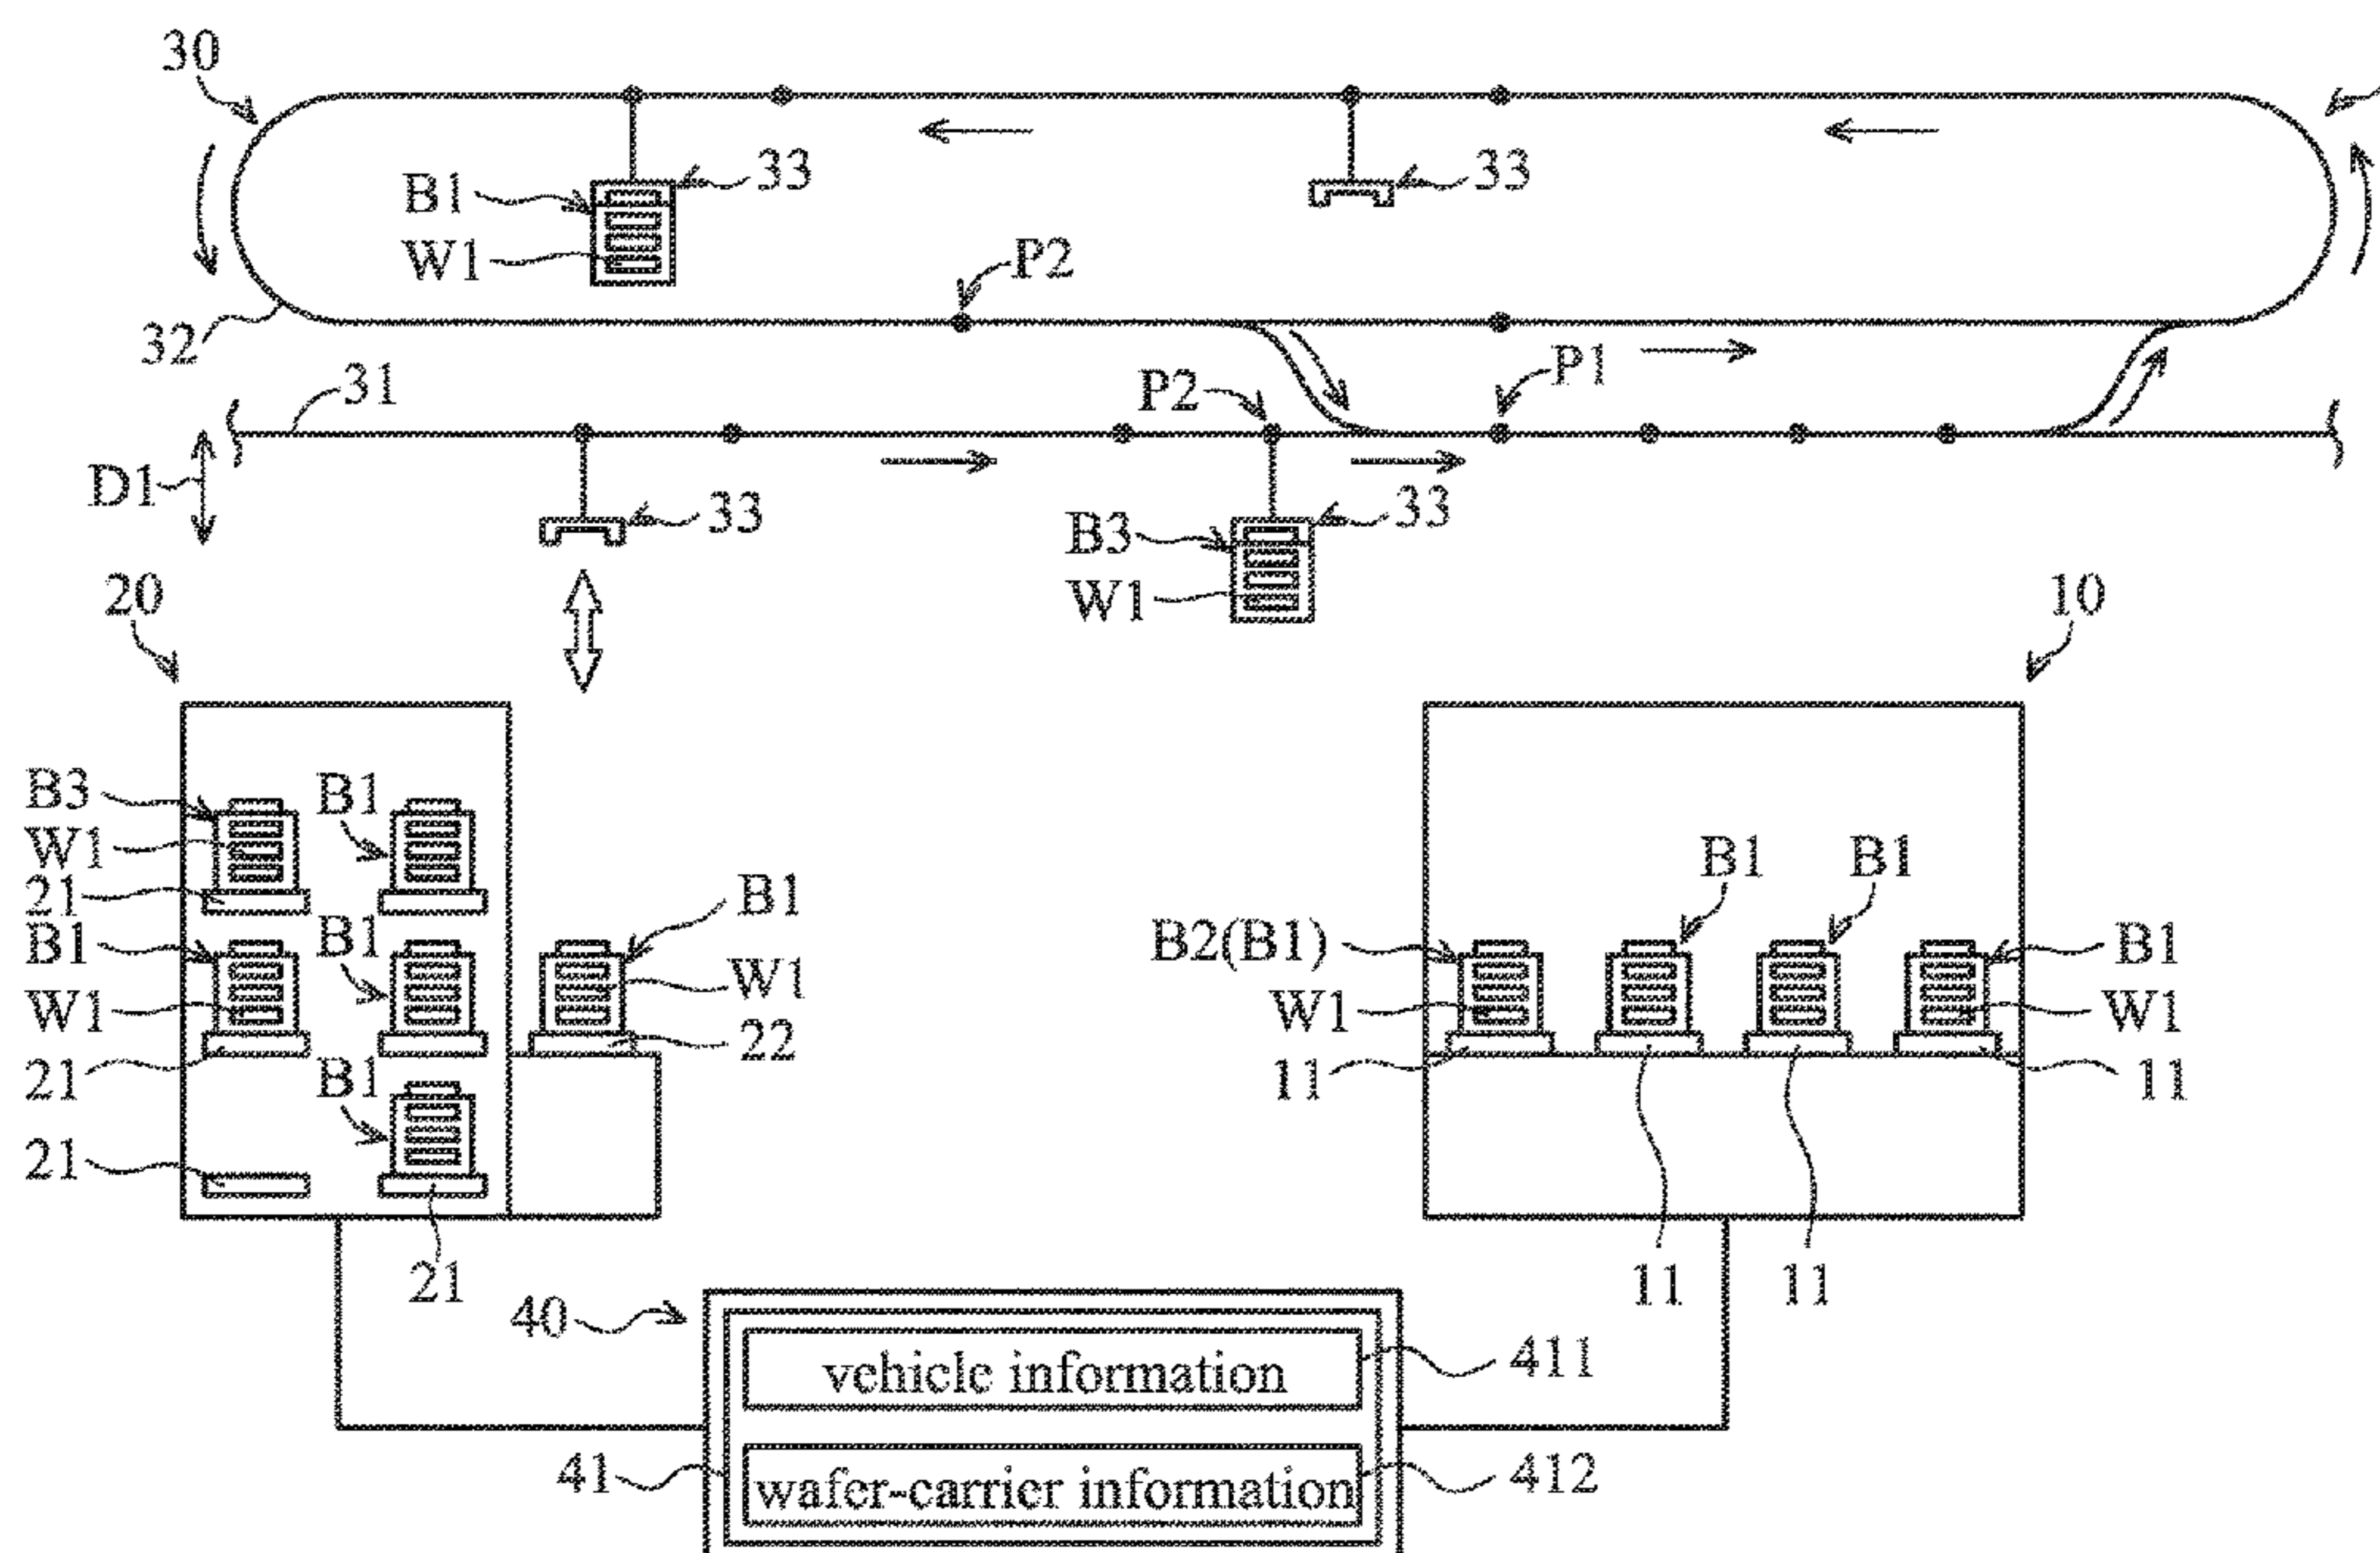 30
33
33
B1
W1
P2
32
31
P2
P1
D1
33
33
B3
W1
20
10
B3
B1
W1
21
B1
B1
B1
B1
B1
B1
W1
W1
22
B2(B1)
W1
B1
W1
21
B1
11
11
21
21
11
11
40
vehicle information
411
41
wafer-carrier information
412